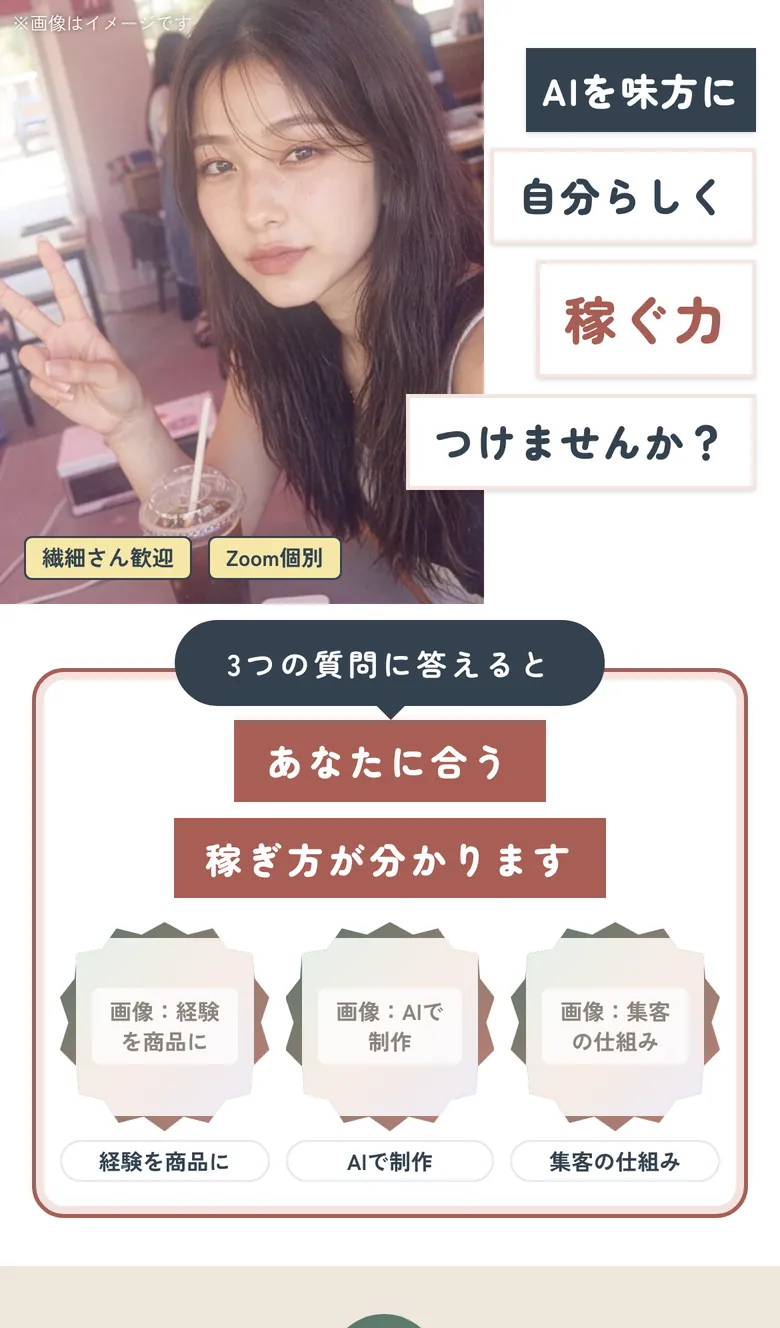 ※画像はイメージです
AIを味方に
自分らしく
稼ぐ力
つけませんか？
繊細さん歓迎
Zoom個別
3つの質問に答えると
あなたに合う
稼ぎ方が分かります
画像：経験
を商品に
画像：AIで
制作
画像：集客
の仕組み
経験を商品に
AIで制作
集客の仕組み